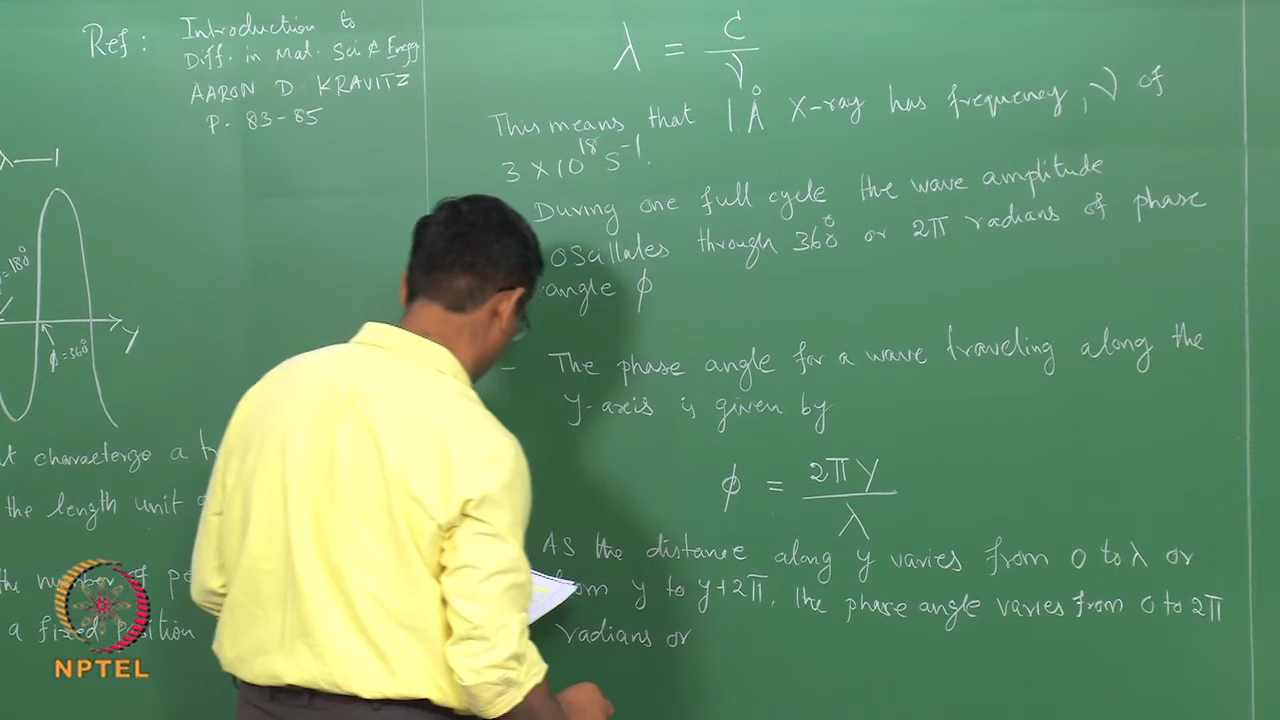 Ref: Introduction to
Diff. in Mat. Sci & Engg
AARON D. KRAVITZ
P- 83-85
λ
φ=180°
φ=360°
y
characterize a
the length unit
the number of
a fixed position
λ = C/ν
This means that 1 Å X-ray has frequency, ν of
3×10^18 S^-1.
During one full cycle the wave amplitude
oscillates through 360° or 2π radians of phase
angle φ
- The phase angle for a wave traveling along the
y-axis is given by
φ = 2πy/λ
As the distance along y varies from 0 to λ or
from y to y+2π, the phase angle varies from 0 to 2π
radians or
NPTEL